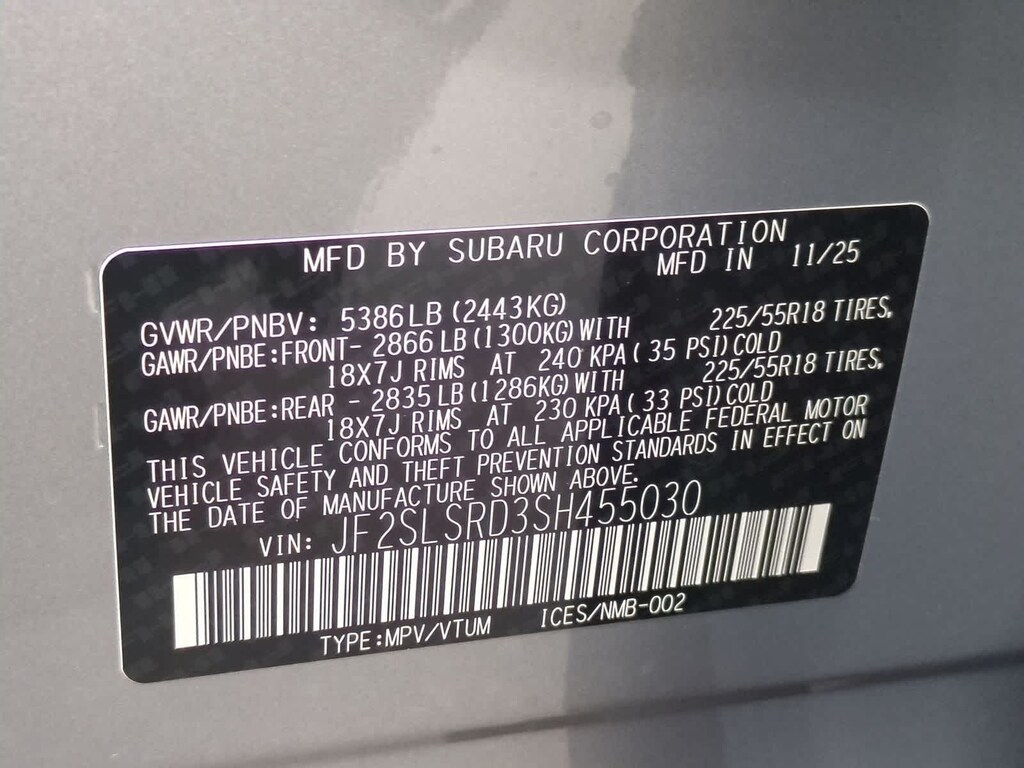 MFD BY SUBARU CORPORATION
MFD IN 11/25
GVWR/PNBV: 5386LB(2443KG)
GAWR/PNBE:FRONT- 2866LB(1300KG)WITH 225/55R18 TIRES,
18X7J RIMS AT 240 KPA( 35 PSI)COLD
GAWR/PNBE:REAR - 2835LB(1286KG)WITH 225/55R18 TIRES,
18X7J RIMS AT 230 KPA( 33 PSI)COLD
THIS VEHICLE CONFORMS TO ALL APPLICABLE FEDERAL MOTOR
VEHICLE SAFETY AND THEFT PREVENTION STANDARDS IN EFFECT ON
THE DATE OF MANUFACTURE SHOWN ABOVE.
VIN: JF2SLSRD3SH455030
TYPE:MPV/VTUM ICES/NMB-002